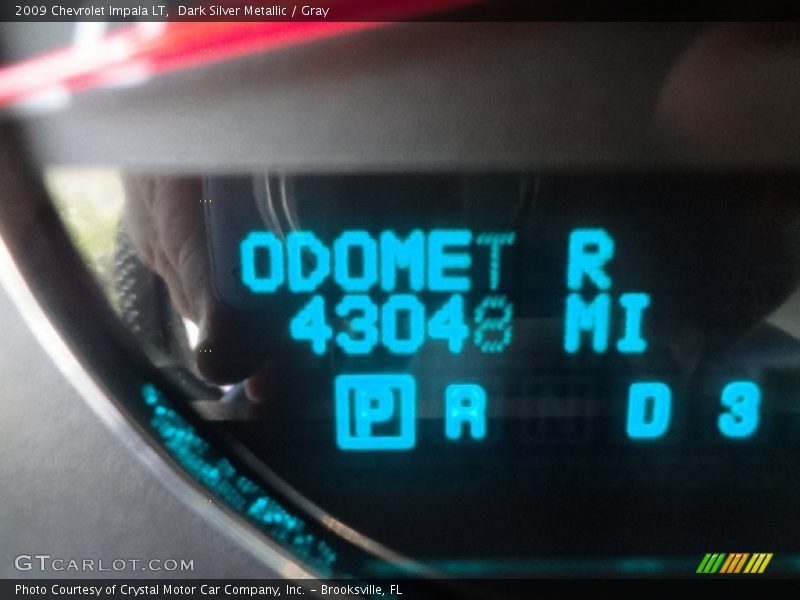 2009 Chevrolet Impala LT, Dark Silver Metallic / Gray
ODOMET R
43048 MI
P R D 3
GTCARLOT.COM
Photo Courtesy of Crystal Motor Car Company, Inc. – Brooksville, FL